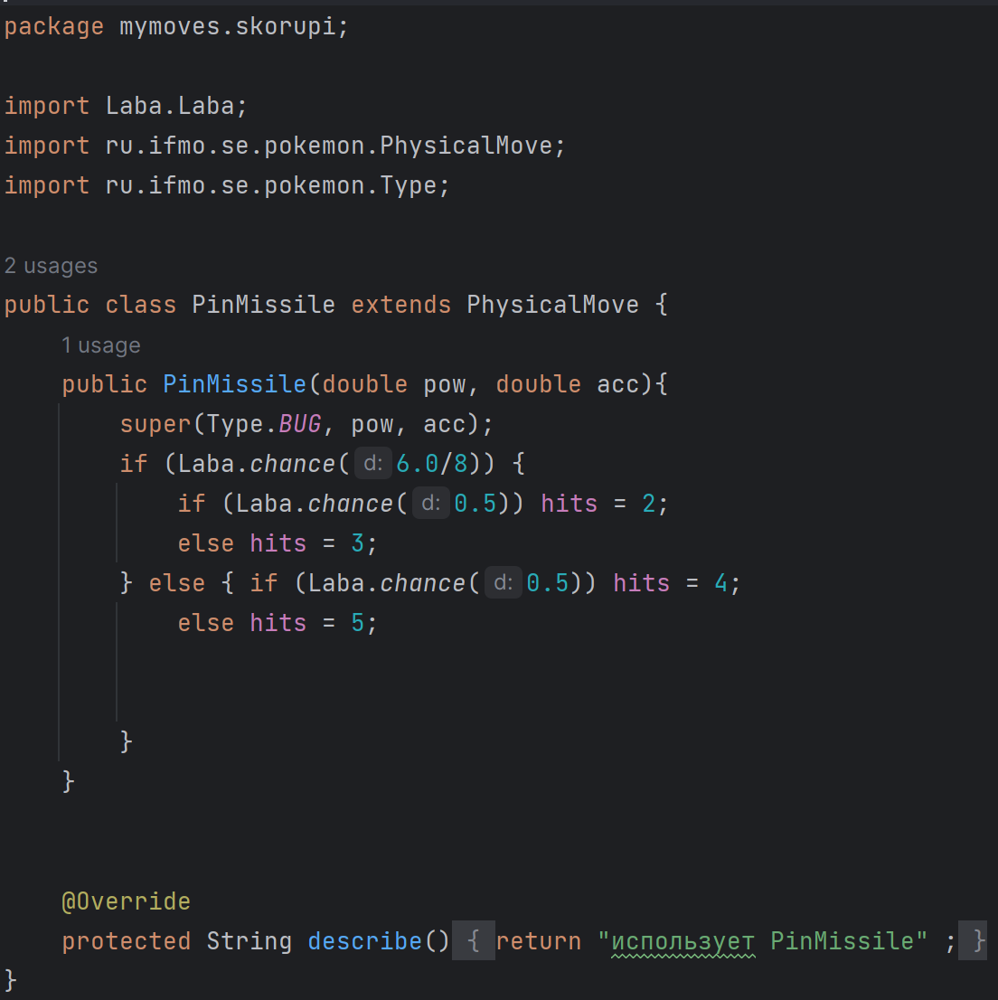 package mymoves.skorupi;
import Laba.Laba;
import ru.ifmo.se.pokemon.PhysicalMove;
import ru.ifmo.se.pokemon.Type;
2 usages
public class PinMissile extends PhysicalMove {
1 usage
public PinMissile(double pow, double acc){
super(Type.BUG, pow, acc);
if (Laba.chance( d: 6.0/8)) {
if (Laba.chance( d: 0.5)) hits = 2;
else hits = 3;
} else { if (Laba.chance( d: 0.5)) hits = 4;
else hits = 5;
}
}
@Override
protected String describe() { return "использует PinMissile" ; }
}